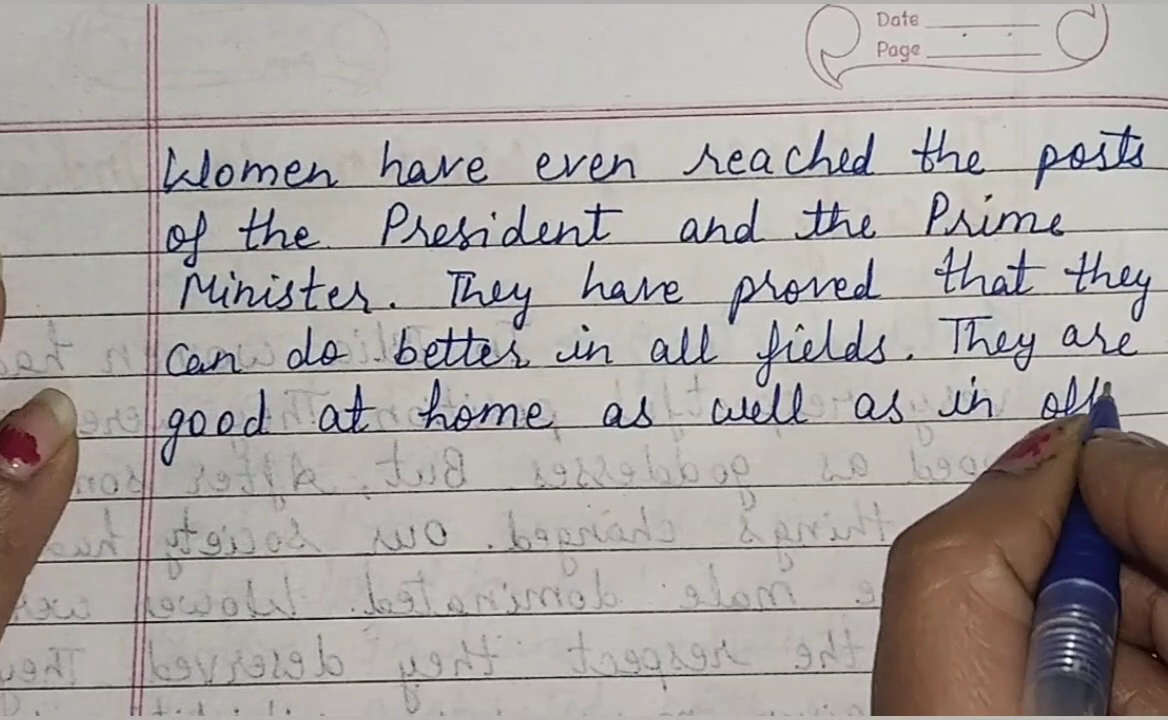 Date
Page
Women have even reached the posts
of the President and the Prime
Minister. They have proved that they
can do better in all fields. They are
good at home as well as in off